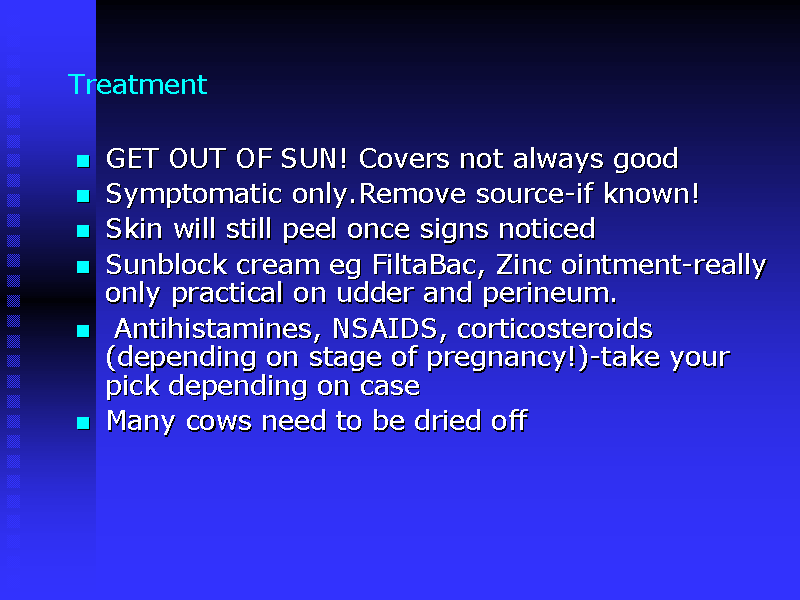 Treatment
GET OUT OF SUN! Covers not always good
Symptomatic only.Remove source-if known!
Skin will still peel once signs noticed
Sunblock cream eg FiltaBac, Zinc ointment-really
only practical on udder and perineum.
Antihistamines, NSAIDS, corticosteroids
(depending on stage of pregnancy!)-take your
pick depending on case
Many cows need to be dried off